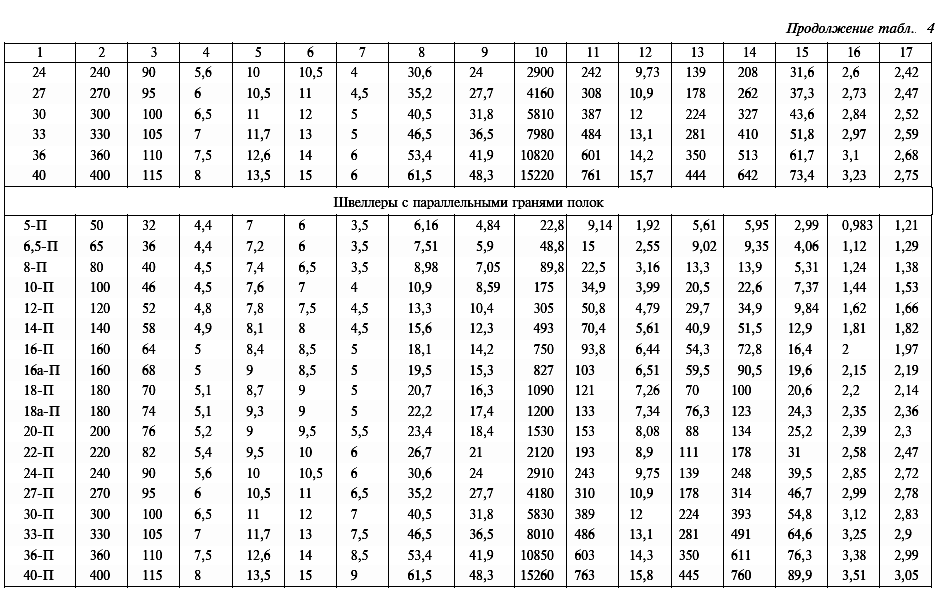 Продолжение табл.. 4
1 2 3 4 5 6 7 8 9 10 11 12 13 14 15 16 17
24 240 90 5,6 10 10,5 4 30,6 24 2900 242 9,73 139 208 31,6 2,6 2,42
27 270 95 6 10,5 11 4,5 35,2 27,7 4160 308 10,9 178 262 37,3 2,73 2,47
30 300 100 6,5 11 12 5 40,5 31,8 5810 387 12 224 327 43,6 2,84 2,52
33 330 105 7 11,7 13 5 46,5 36,5 7980 484 13,1 281 410 51,8 2,97 2,59
36 360 110 7,5 12,6 14 6 53,4 41,9 10820 601 14,2 350 513 61,7 3,1 2,68
40 400 115 8 13,5 15 6 61,5 48,3 15220 761 15,7 444 642 73,4 3,23 2,75
Швеллеры с параллельными гранями полок
5-П 50 32 4,4 7 6 3,5 6,16 4,84 22,8 9,14 1,92 5,61 5,95 2,99 0,983 1,21
6,5-П 65 36 4,4 7,2 6 3,5 7,51 5,9 48,8 15 2,55 9,02 9,35 4,06 1,12 1,29
8-П 80 40 4,5 7,4 6,5 3,5 8,98 7,05 89,8 22,5 3,16 13,3 13,9 5,31 1,24 1,38
10-П 100 46 4,5 7,6 7 4 10,9 8,59 175 34,9 3,99 20,5 22,6 7,37 1,44 1,53
12-П 120 52 4,8 7,8 7,5 4,5 13,3 10,4 305 50,8 4,79 29,7 34,9 9,84 1,62 1,66
14-П 140 58 4,9 8,1 8 4,5 15,6 12,3 493 70,4 5,61 40,9 51,5 12,9 1,81 1,82
16-П 160 64 5 8,4 8,5 5 18,1 14,2 750 93,8 6,44 54,3 72,8 16,4 2 1,97
16а-П 160 68 5 9 8,5 5 19,5 15,3 827 103 6,51 59,5 90,5 19,6 2,15 2,19
18-П 180 70 5,1 8,7 9 5 20,7 16,3 1090 121 7,26 70 100 20,6 2,2 2,14
18а-П 180 74 5,1 9,3 9 5 22,2 17,4 1200 133 7,34 76,3 123 24,3 2,35 2,36
20-П 200 76 5,2 9 9,5 5,5 23,4 18,4 1530 153 8,08 88 134 25,2 2,39 2,3
22-П 220 82 5,4 9,5 10 6 26,7 21 2120 193 8,9 111 178 31 2,58 2,47
24-П 240 90 5,6 10 10,5 6 30,6 24 2910 243 9,75 139 248 39,5 2,85 2,72
27-П 270 95 6 10,5 11 6,5 35,2 27,7 4180 310 10,9 178 314 46,7 2,99 2,78
30-П 300 100 6,5 11 12 7 40,5 31,8 5830 389 12 224 393 54,8 3,12 2,83
33-П 330 105 7 11,7 13 7,5 46,5 36,5 8010 486 13,1 281 491 64,6 3,25 2,9
36-П 360 110 7,5 12,6 14 8,5 53,4 41,9 10850 603 14,3 350 611 76,3 3,38 2,99
40-П 400 115 8 13,5 15 9 61,5 48,3 15260 763 15,8 445 760 89,9 3,51 3,05